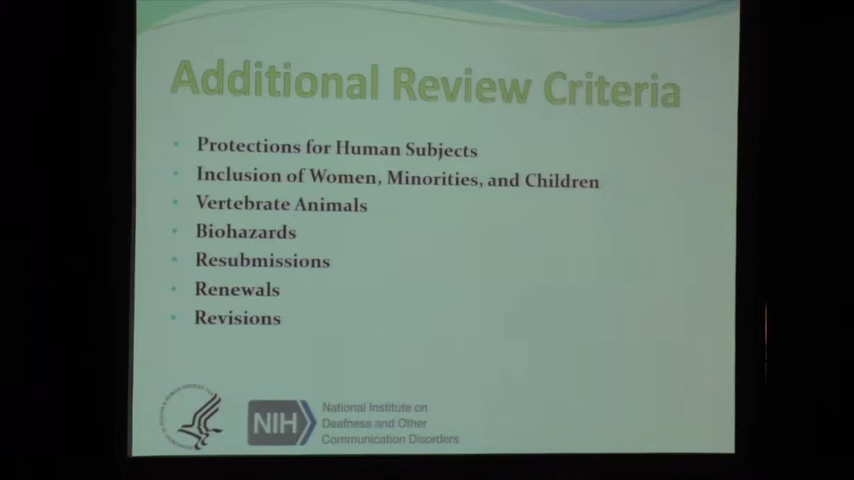 Additional Review Criteria
• Protections for Human Subjects
• Inclusion of Women, Minorities, and Children
• Vertebrate Animals
• Biohazards
• Resubmissions
• Renewals
• Revisions
NIH
National Institute on
Deafness and Other
Communication Disorders